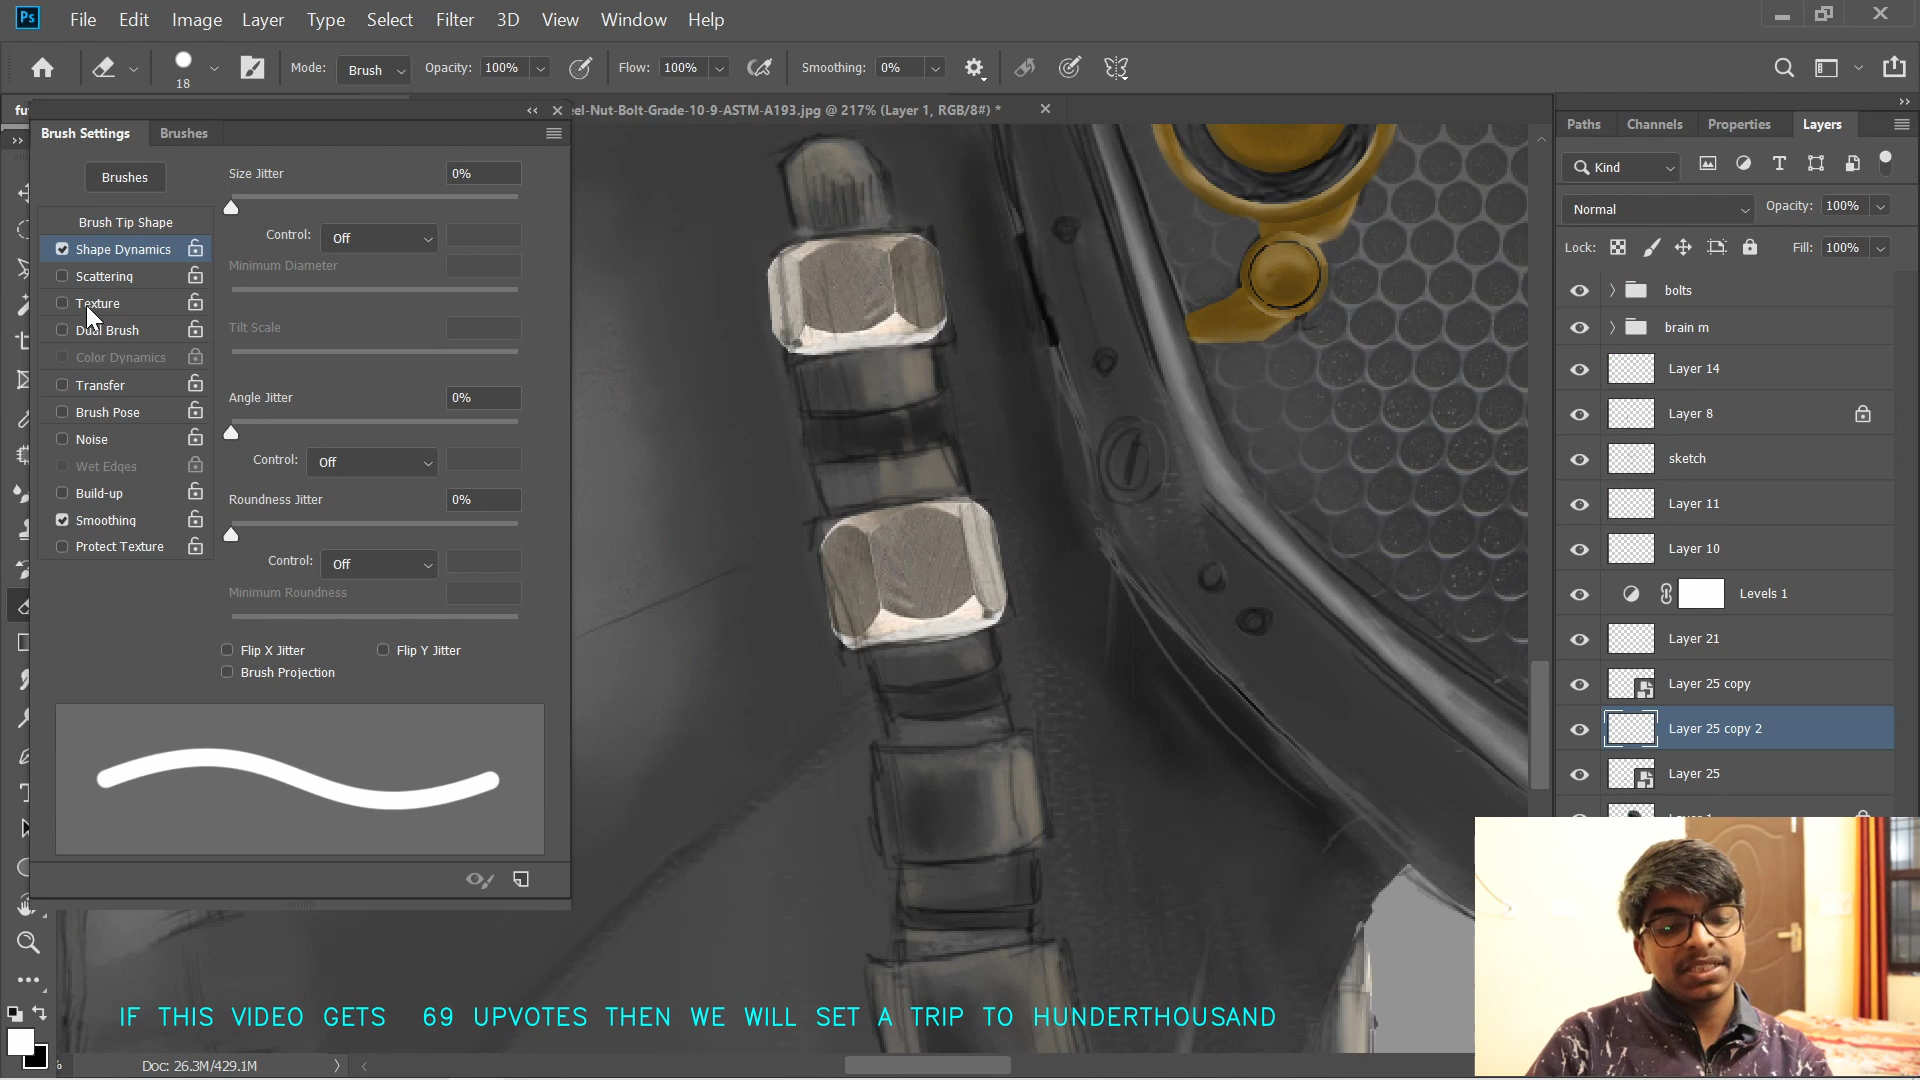 Ps File Edit Image Layer Type Select Filter 3D View Window Help
18 Mode: Brush Opacity: 100% Flow: 100% Smoothing: 0%
fu
eel-Nut-Bolt-Grade-10-9-ASTM-A193.jpg @ 217% (Layer 1, RGB/8#) *
Brush Settings Brushes
Brushes
Brush Tip Shape
Shape Dynamics
Scattering
Texture
Dual Brush
Color Dynamics
Transfer
Brush Pose
Noise
Wet Edges
Build-up
Smoothing
Protect Texture
Size Jitter 0%
Control: Off
Minimum Diameter
Tilt Scale
Angle Jitter 0%
Control: Off
Roundness Jitter 0%
Control: Off
Minimum Roundness
Flip X Jitter Flip Y Jitter
Brush Projection
Paths Channels Properties Layers
Kind
Normal Opacity: 100%
Lock: Fill: 100%
bolts
brain m
Layer 14
Layer 8
sketch
Layer 11
Layer 10
Levels 1
Layer 21
Layer 25 copy
Layer 25 copy 2
Layer 25
IF THIS VIDEO GETS 69 UPVOTES THEN WE WILL SET A TRIP TO HUNDERTHOUSAND
% Doc: 26.3M/429.1M